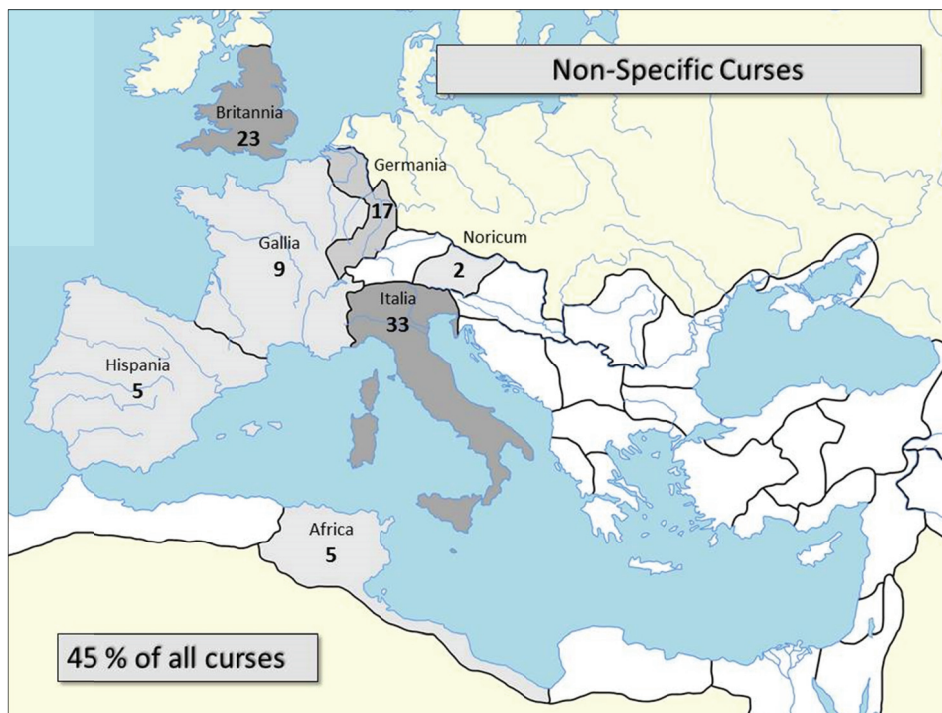 Non-Specific Curses
Britannia
23
Germania
17
Gallia
9
Noricum
2
Italia
33
Hispania
5
Africa
5
45 % of all curses